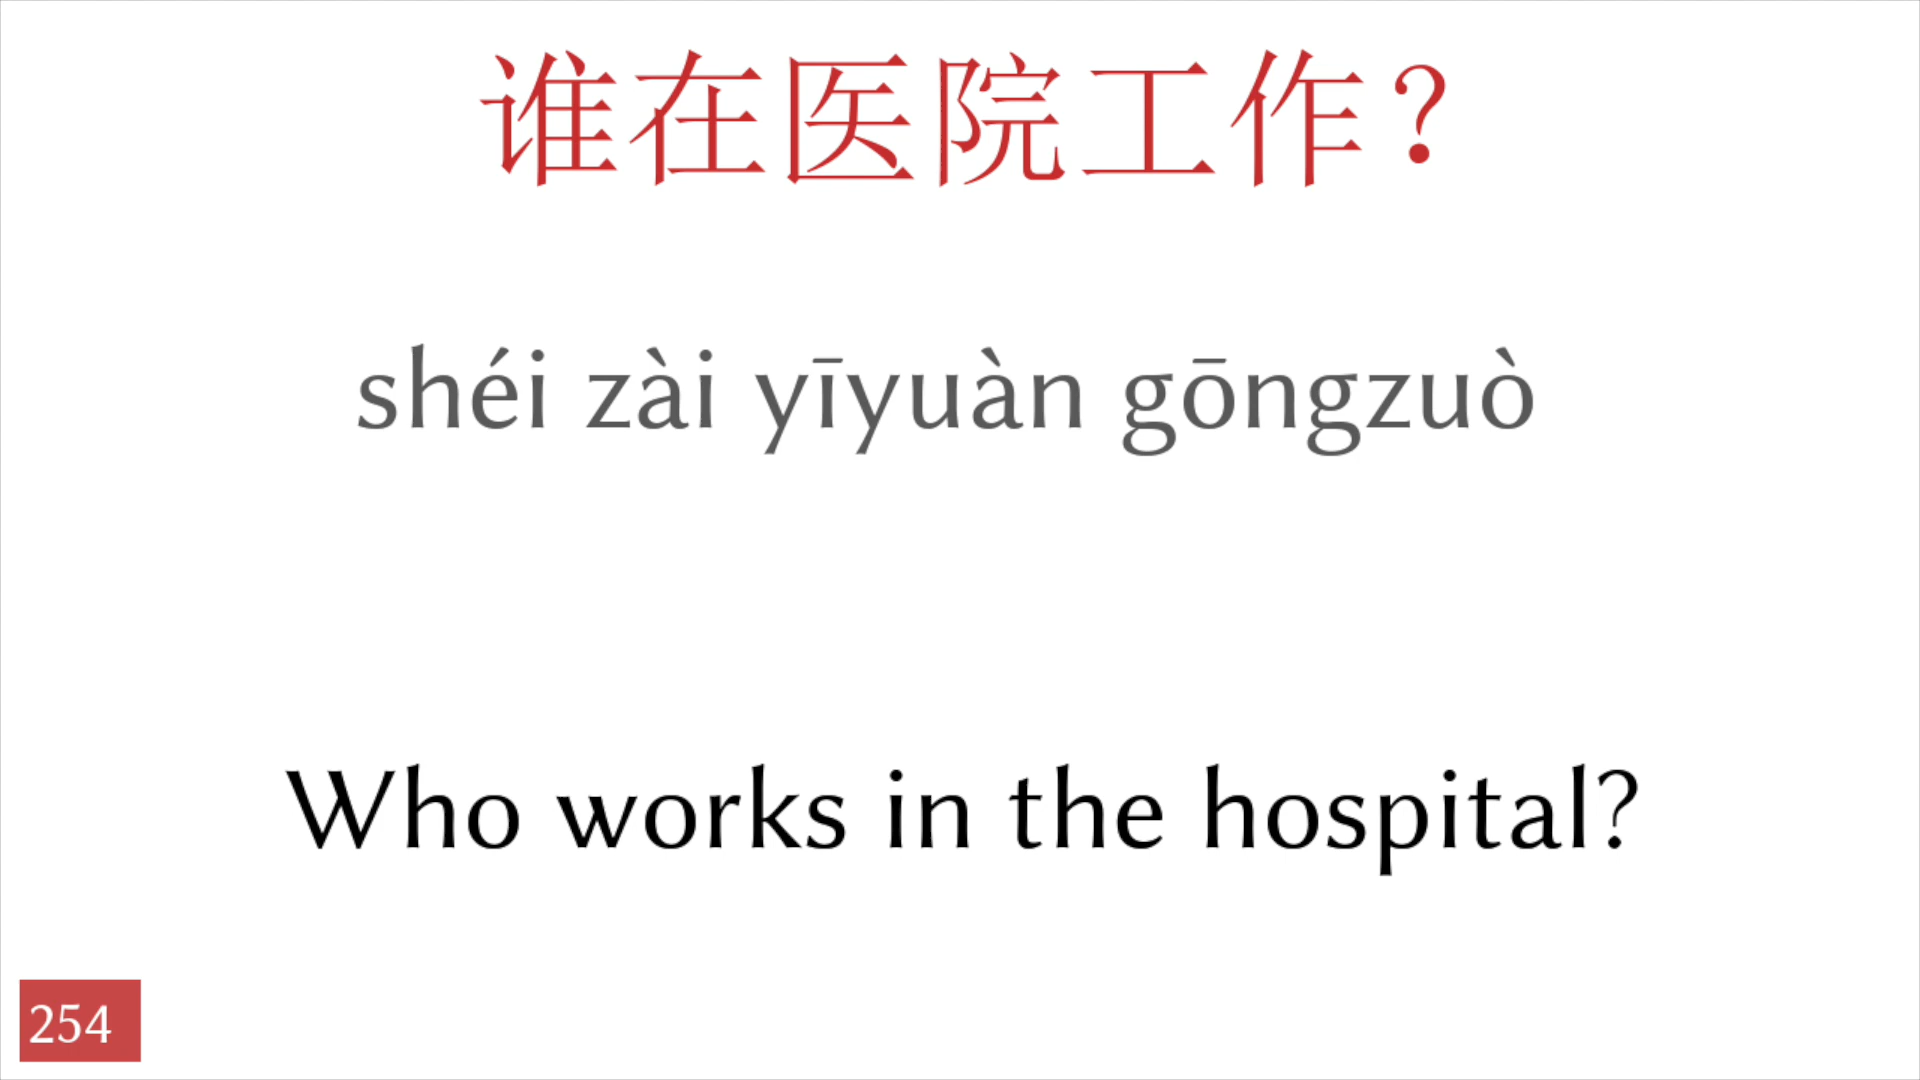 谁在医院工作?
shéi zài yīyuàn gōngzuò
Who works in the hospital?
254